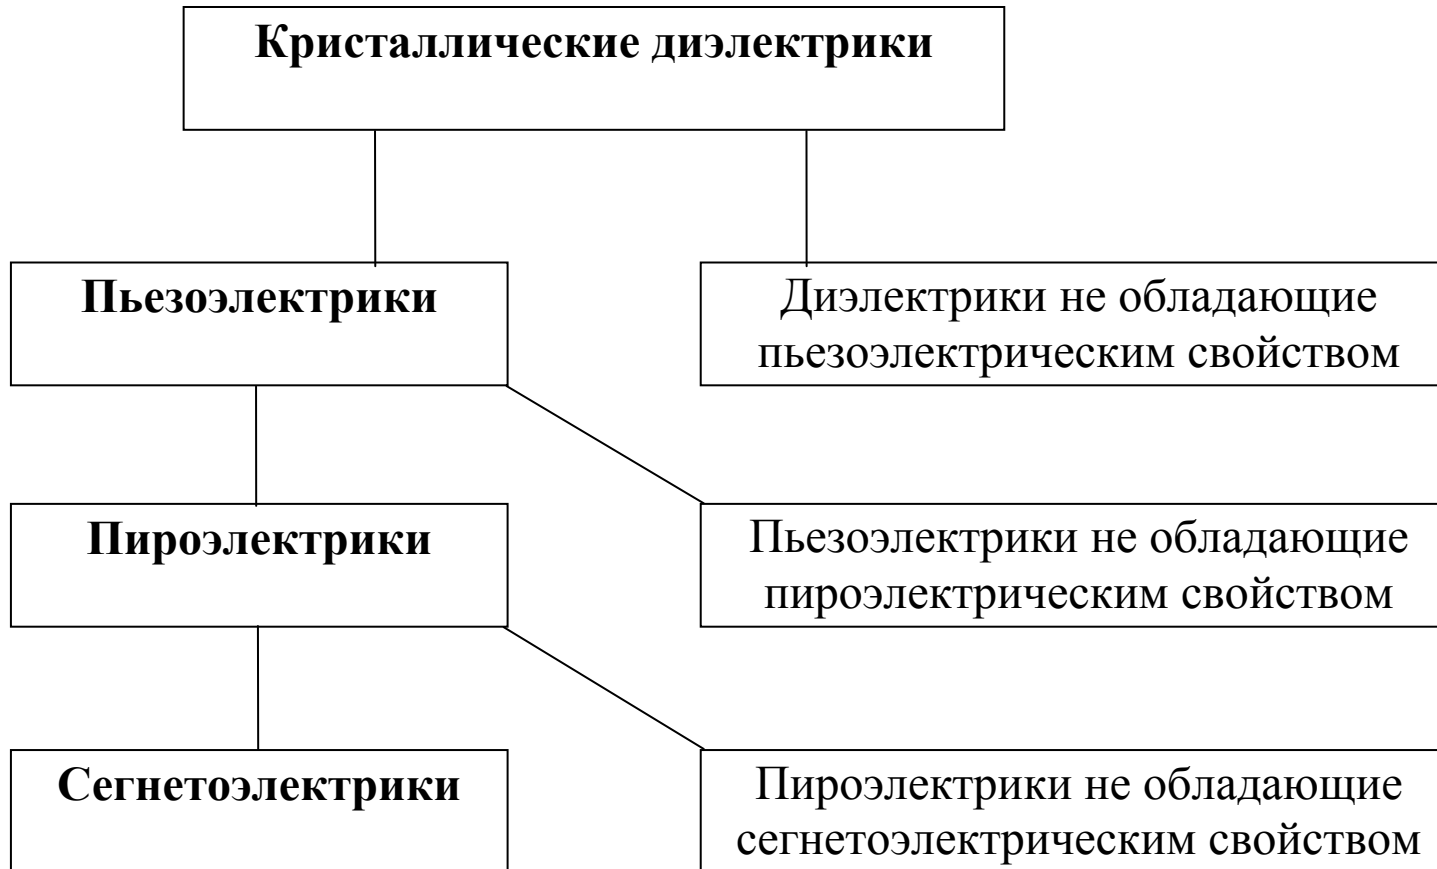 Кристаллические диэлектрики
Пьезоэлектрики
Диэлектрики не обладающие
пьезоэлектрическим свойством
Пироэлектрики
Пьезоэлектрики не обладающие
пироэлектрическим свойством
Сегнетоэлектрики
Пироэлектрики не обладающие
сегнетоэлектрическим свойством